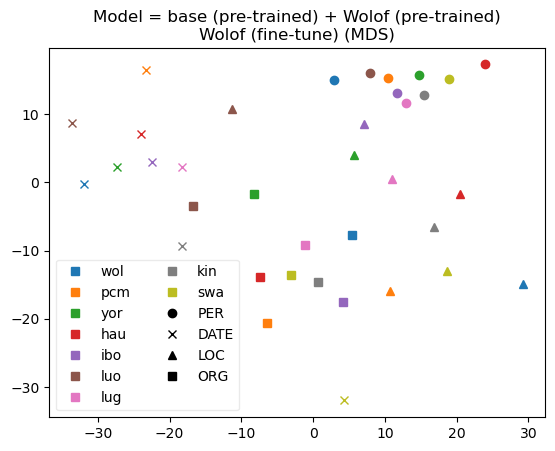 Model = base (pre-trained) + Wolof (pre-trained)
Wolof (fine-tune) (MDS)
10
0
−10
−20
−30
wol
pcm
yor
hau
ibo
luo
lug
kin
swa
PER
DATE
LOC
ORG
−30
−20
−10
0
10
20
30